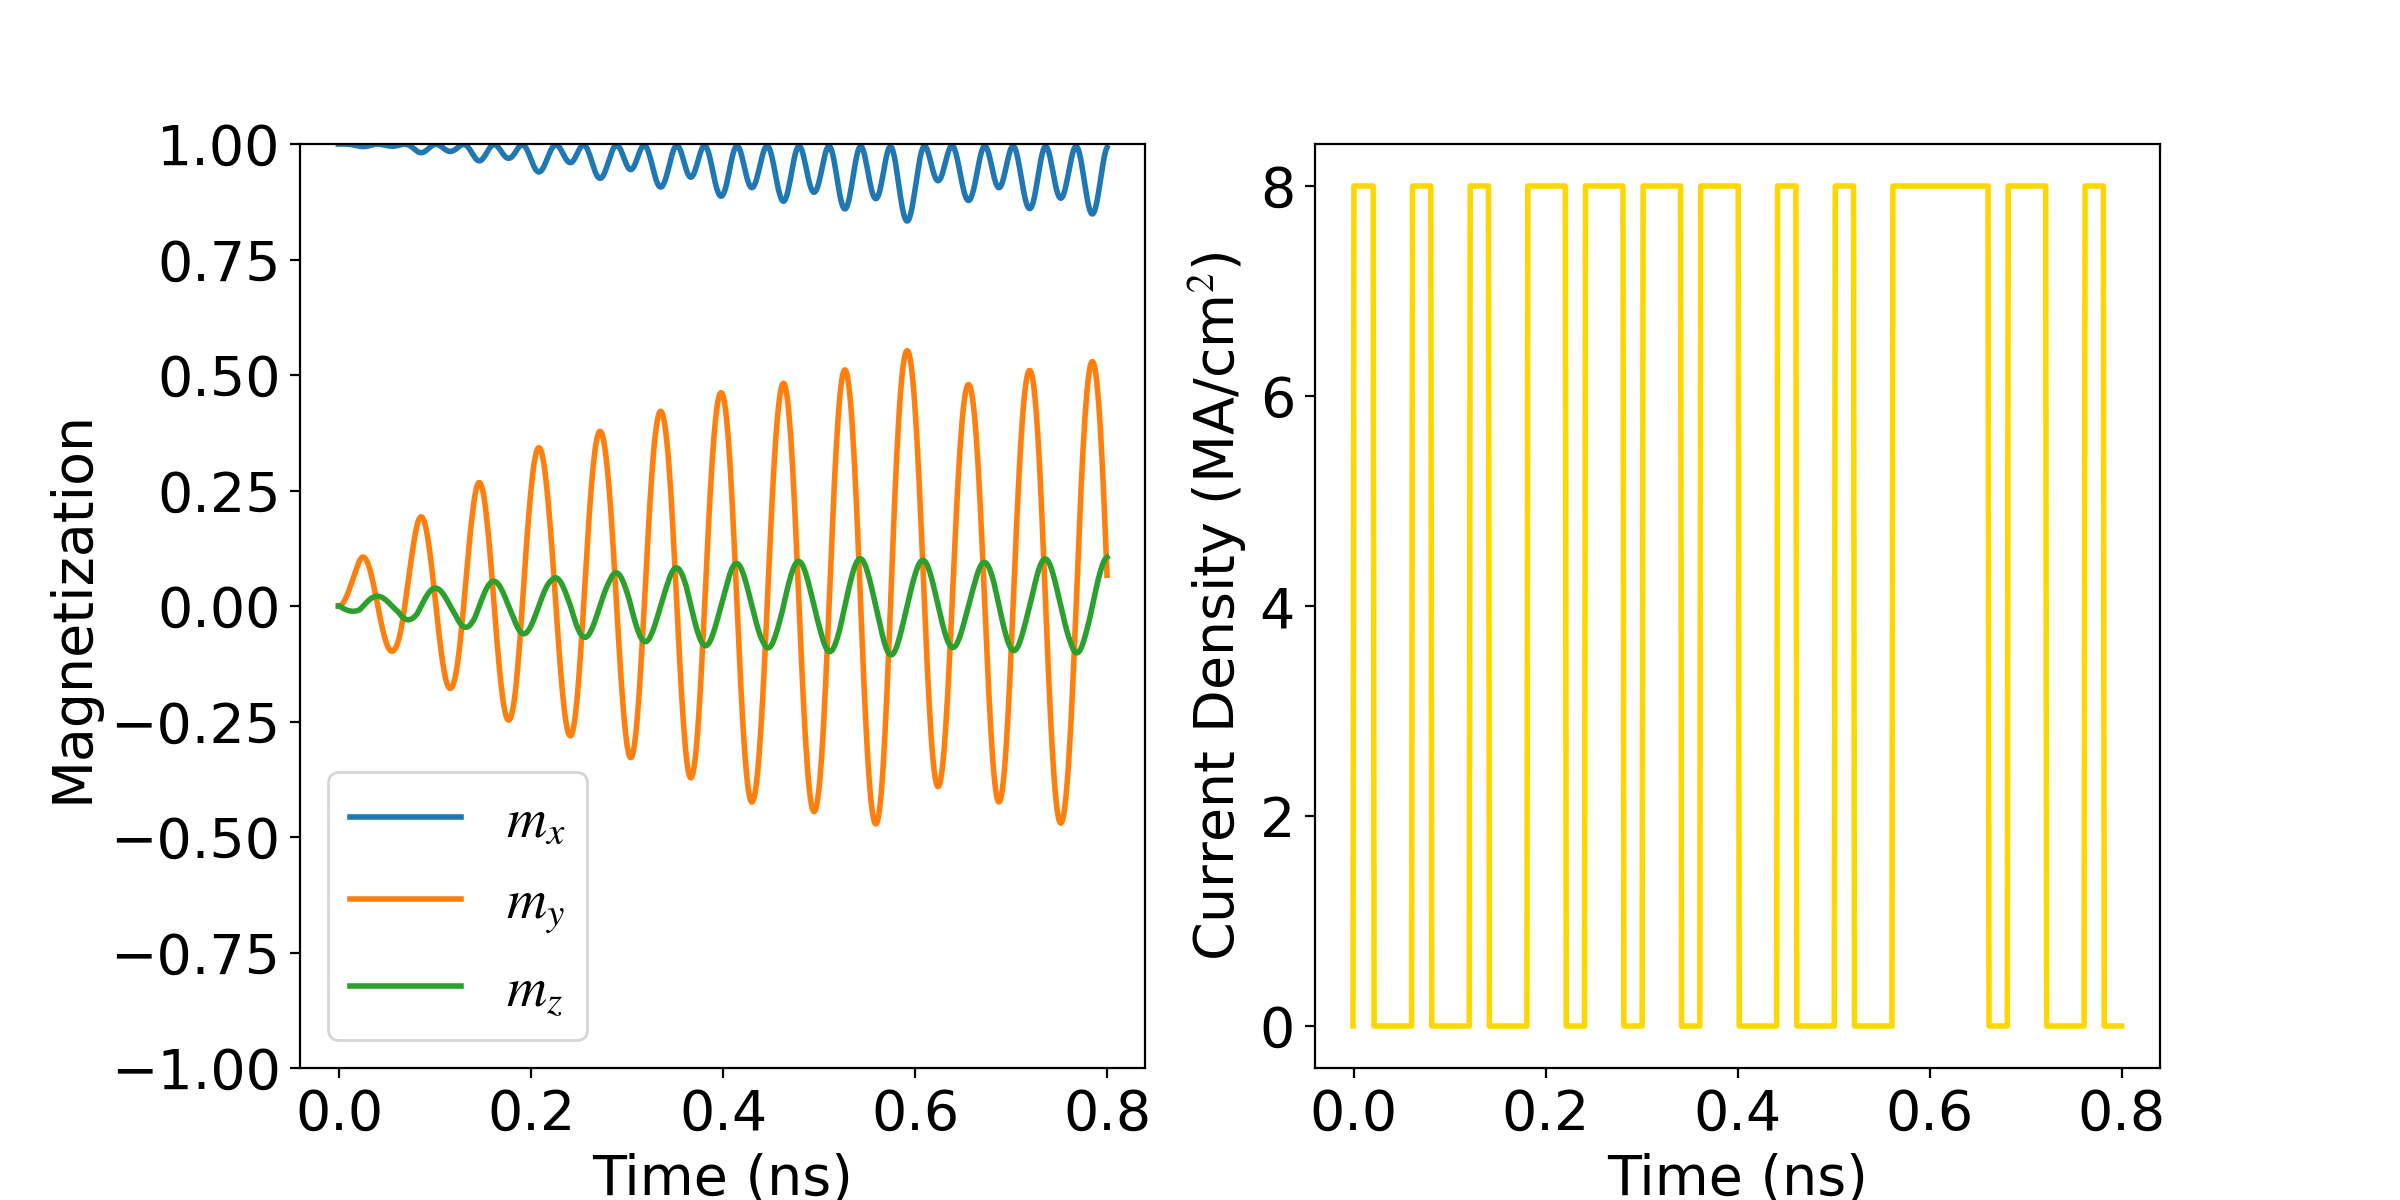 Magnetization
1.00
0.75
0.50
0.25
0.00
−0.25
−0.50
−0.75
−1.00
m_x
m_y
m_z
0.0 0.2 0.4 0.6 0.8
Time (ns)
Current Density (MA/cm²)
8
6
4
2
0
0.0 0.2 0.4 0.6 0.8
Time (ns)